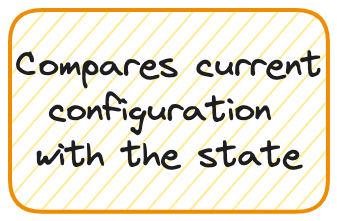 Compares current
configuration
with the state